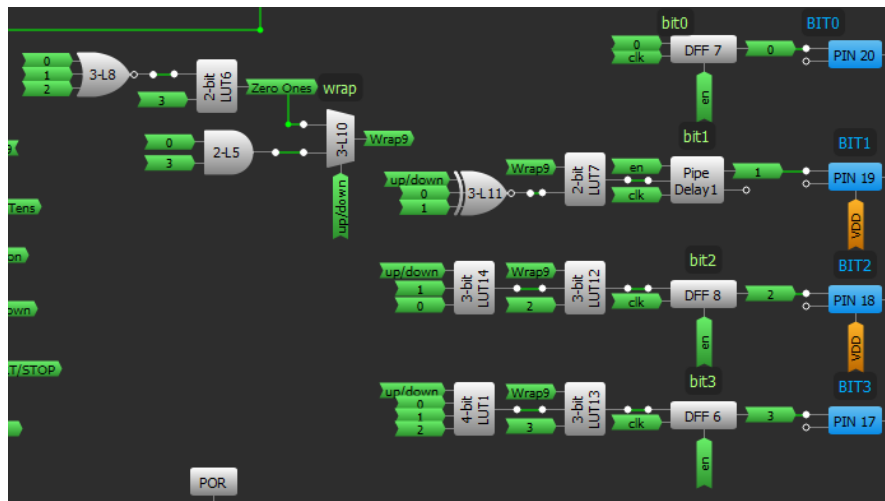 bit0
BIT0
0
clk
DFF 7
0
PIN 20
en
0
1
2
3-L8
3
2-bit
LUT6
Zero Ones
wrap
0
3
2-L5
3-L10
Wrap9
up/down
bit1
BIT1
up/down
0
1
3-L11
Wrap9
2-bit
LUT7
en
clk
Pipe
Delay1
1
PIN 19
VDD
Tens
on
own
T/STOP
bit2
BIT2
up/down
1
0
3-bit
LUT14
Wrap9
2
3-bit
LUT12
clk
DFF 8
2
PIN 18
en
VDD
bit3
BIT3
up/down
0
1
2
4-bit
LUT1
Wrap9
3
3-bit
LUT13
clk
DFF 6
3
PIN 17
en
POR